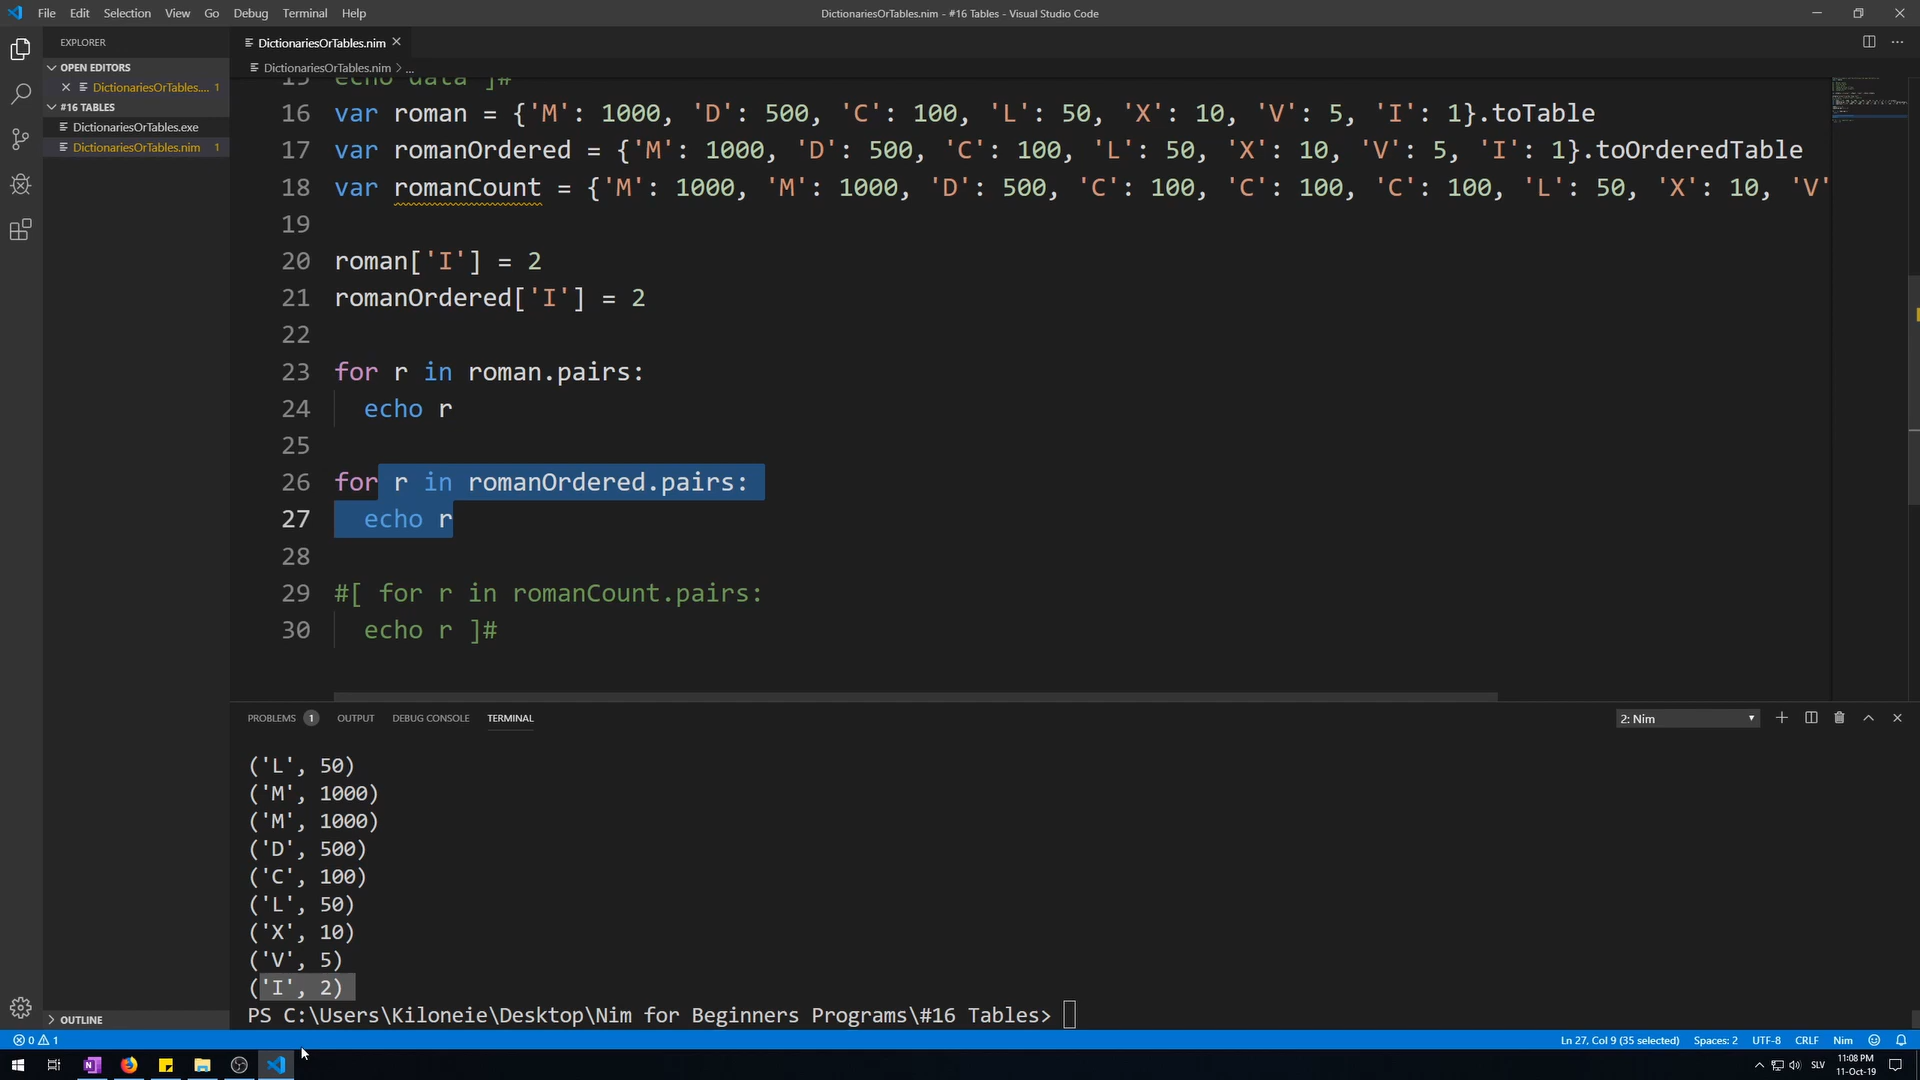 File Edit Selection View Go Debug Terminal Help
DictionariesOrTables.nim - #16 Tables - Visual Studio Code
EXPLORER
OPEN EDITORS
DictionariesOrTables.... 1
#16 TABLES
DictionariesOrTables.exe
DictionariesOrTables.nim 1
OUTLINE
DictionariesOrTables.nim
DictionariesOrTables.nim > ...
15 echo data ]#
16 var roman = {'M': 1000, 'D': 500, 'C': 100, 'L': 50, 'X': 10, 'V': 5, 'I': 1}.toTable
17 var romanOrdered = {'M': 1000, 'D': 500, 'C': 100, 'L': 50, 'X': 10, 'V': 5, 'I': 1}.toOrderedTable
18 var romanCount = {'M': 1000, 'M': 1000, 'D': 500, 'C': 100, 'C': 100, 'C': 100, 'L': 50, 'X': 10, 'V'
19
20 roman['I'] = 2
21 romanOrdered['I'] = 2
22
23 for r in roman.pairs:
24 echo r
25
26 for r in romanOrdered.pairs:
27 echo r
28
29 #[ for r in romanCount.pairs:
30 echo r ]#
PROBLEMS 1 OUTPUT DEBUG CONSOLE TERMINAL
2: Nim
('L', 50)
('M', 1000)
('M', 1000)
('D', 500)
('C', 100)
('L', 50)
('X', 10)
('V', 5)
('I', 2)
PS C:\Users\Kiloneie\Desktop\Nim for Beginners Programs\#16 Tables>
0 1
Ln 27, Col 9 (35 selected) Spaces: 2 UTF-8 CRLF Nim
SLV
11:08 PM
11-Oct-19